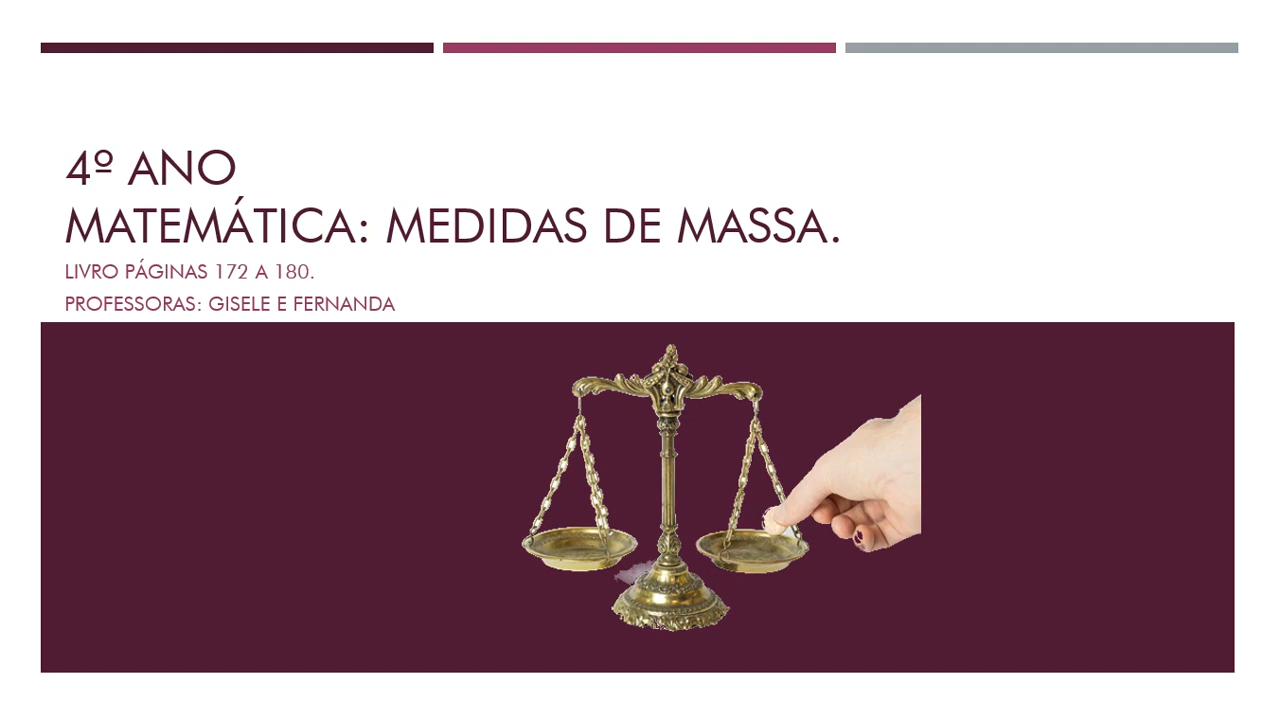 4º ANO
MATEMÁTICA: MEDIDAS DE MASSA.
LIVRO PÁGINAS 172 A 180.
PROFESSORAS: GISELE E FERNANDA